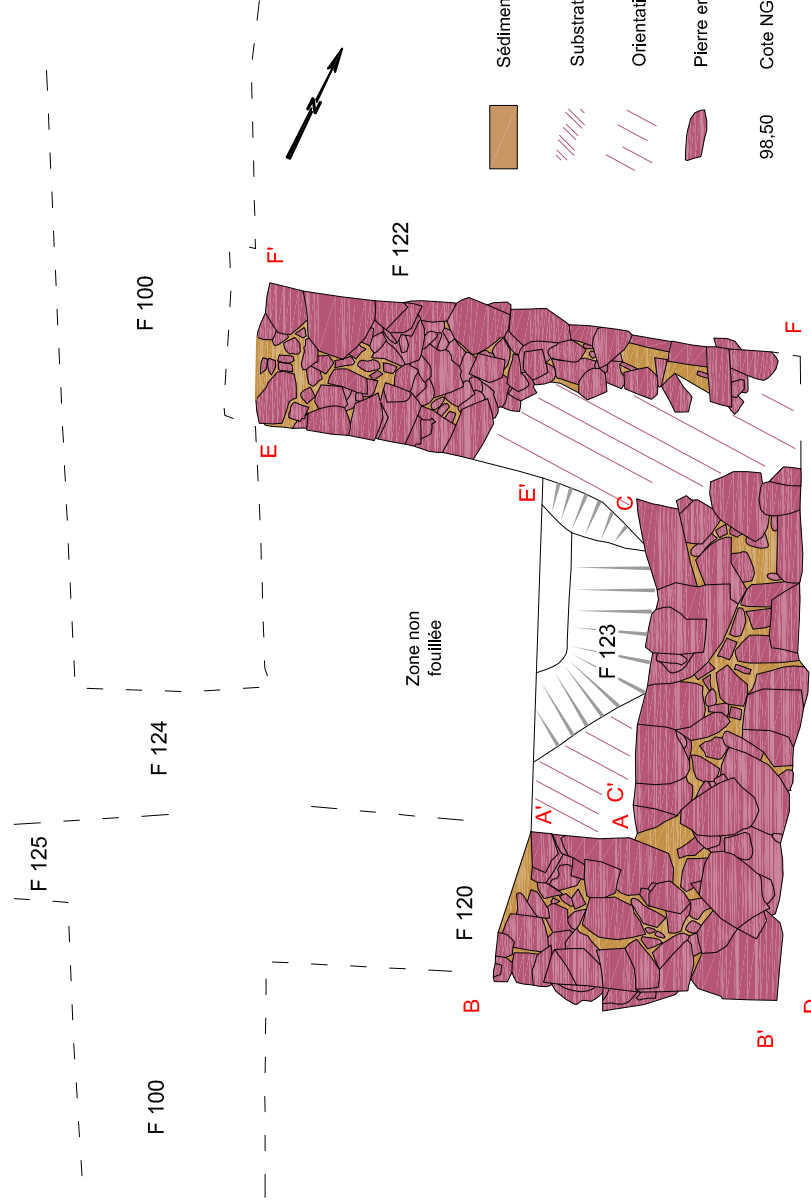 F 125
F 100
F 124
F 100
E
F'
F 122
Zone non
fouillée
F 120
B
E'
A'
F 123
A C'
C
B'
F
D
N
Sédimen
Substrat
Orientati
Pierre en
98,50
Cote NG